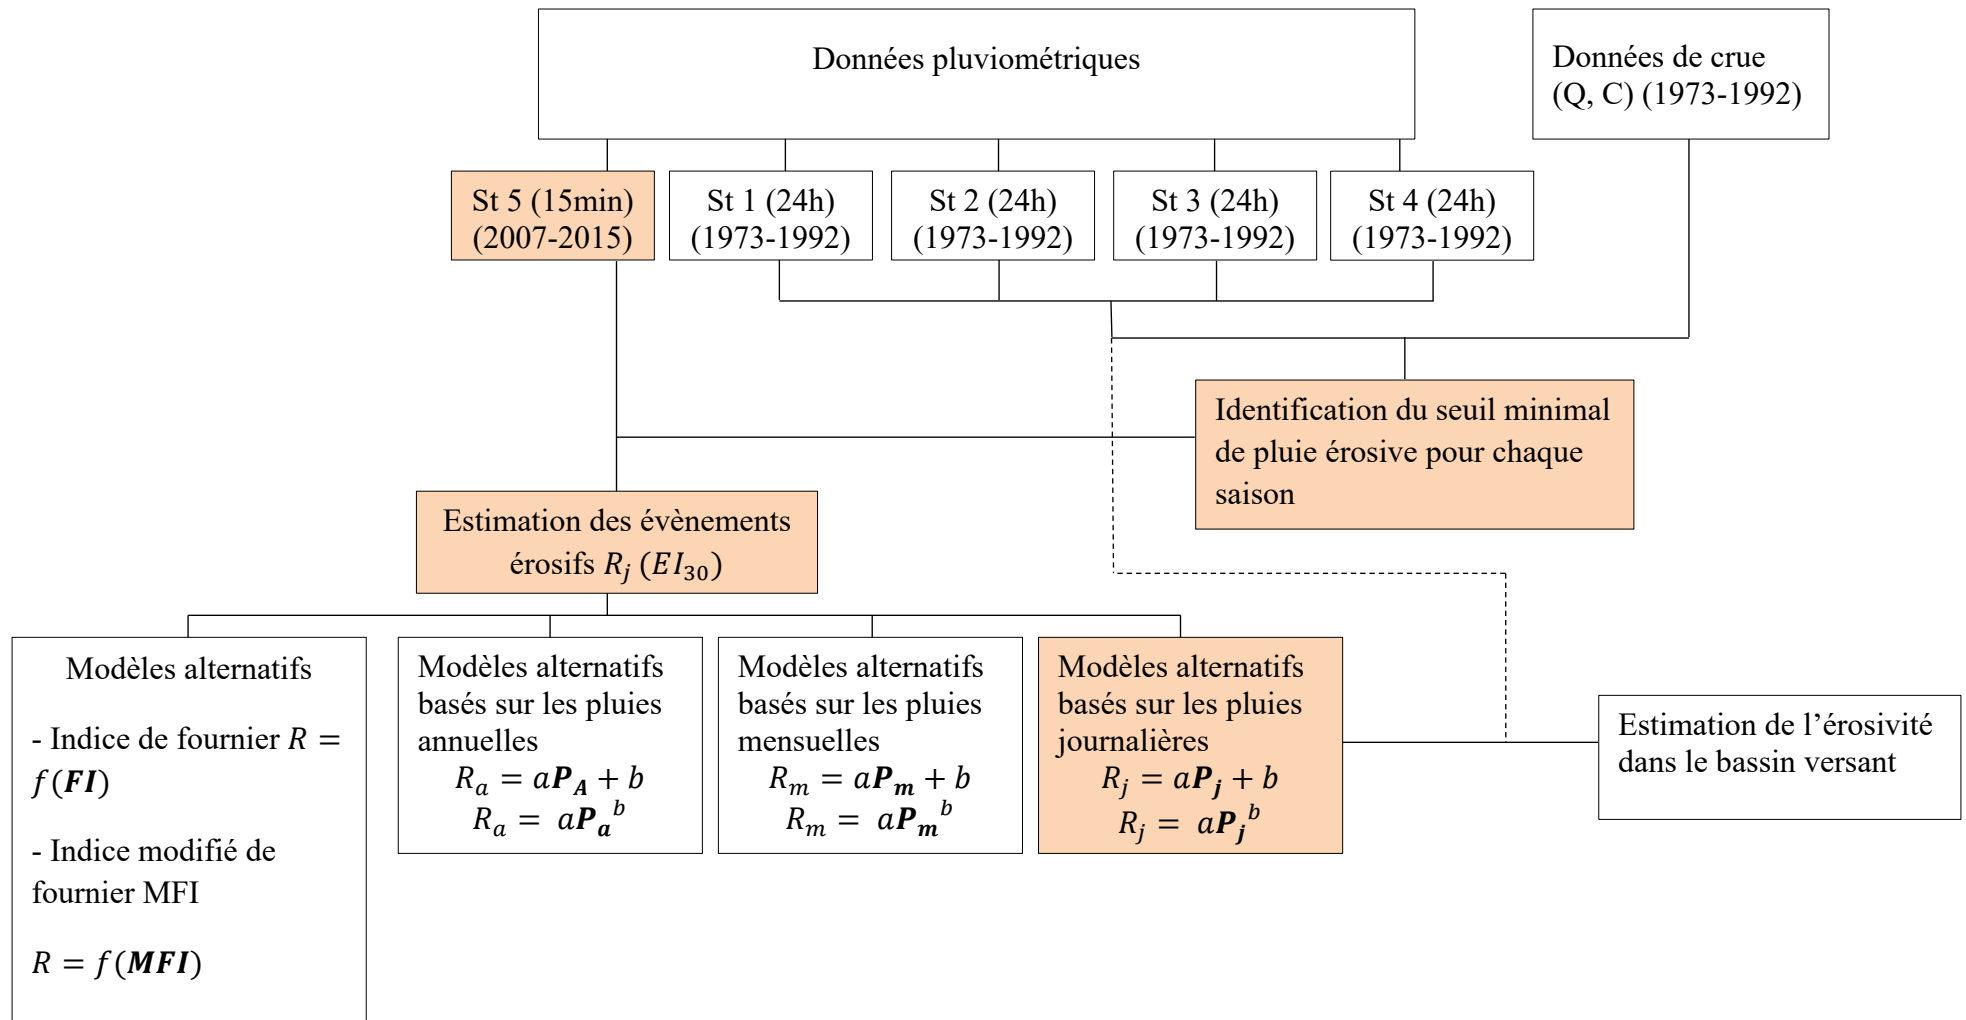 Données pluviométriques
Données de crue
(Q, C) (1973-1992)
St 5 (15min)
(2007-2015)
St 1 (24h)
(1973-1992)
St 2 (24h)
(1973-1992)
St 3 (24h)
(1973-1992)
St 4 (24h)
(1973-1992)
Identification du seuil minimal
de pluie érosive pour chaque
saison
Estimation des évènements
érosifs R_j (EI_30)
Modèles alternatifs
- Indice de fournier R =
f(FI)
- Indice modifié de
fournier MFI
R = f(MFI)
Modèles alternatifs
basés sur les pluies
annuelles
R_a = aP_A + b
R_a = aP_a^b
Modèles alternatifs
basés sur les pluies
mensuelles
R_m = aP_m + b
R_m = aP_m^b
Modèles alternatifs
basés sur les pluies
journalières
R_j = aP_j + b
R_j = aP_j^b
Estimation de l’érosivité
dans le bassin versant